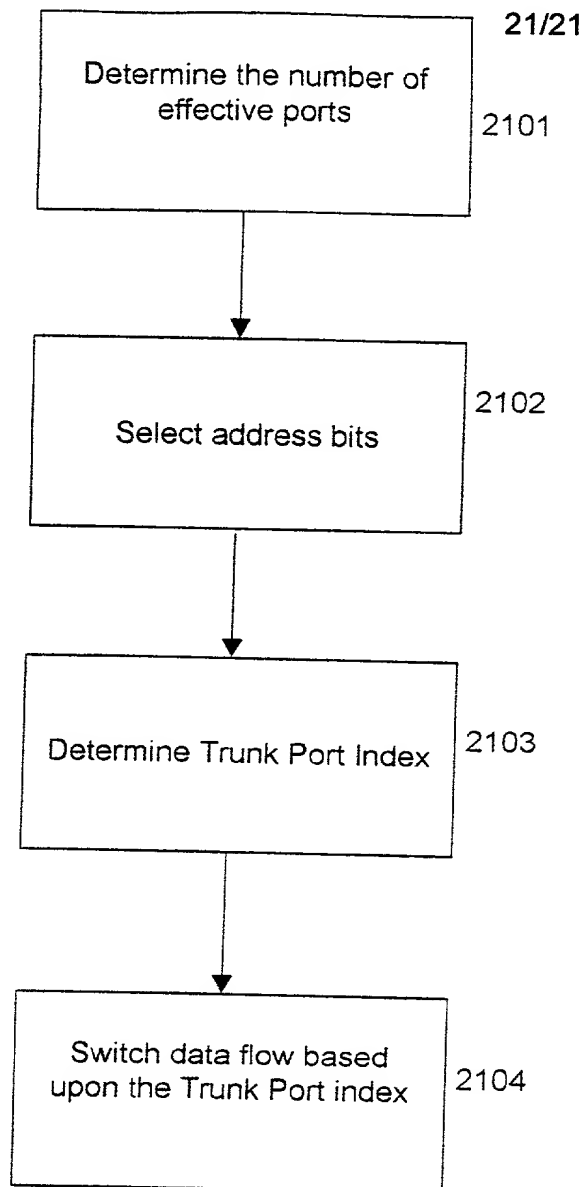 21/21
Determine the number of
effective ports
2101
Select address bits
2102
Determine Trunk Port Index
2103
Switch data flow based
upon the Trunk Port index
2104